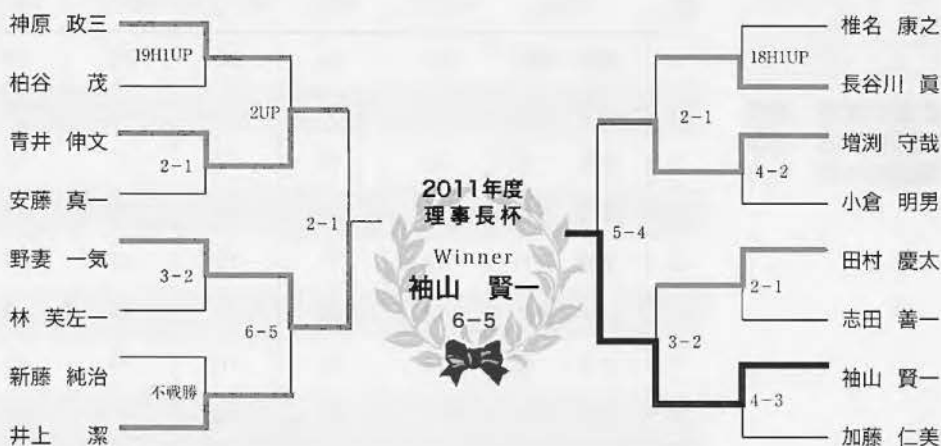 神原 政三
柏谷 茂
青井 伸文
安藤 真一
野妻 一気
林 芙左一
新藤 純治
井上 潔
19H1UP
2-1
3-2
不戦勝
2UP
6-5
2-1
2011年度
理事長杯
Winner
袖山 賢一
6-5
5-4
2-1
3-2
18H1UP
4-2
2-1
4-3
椎名 康之
長谷川 眞
増渕 守哉
小倉 明男
田村 慶太
志田 善一
袖山 賢一
加藤 仁美